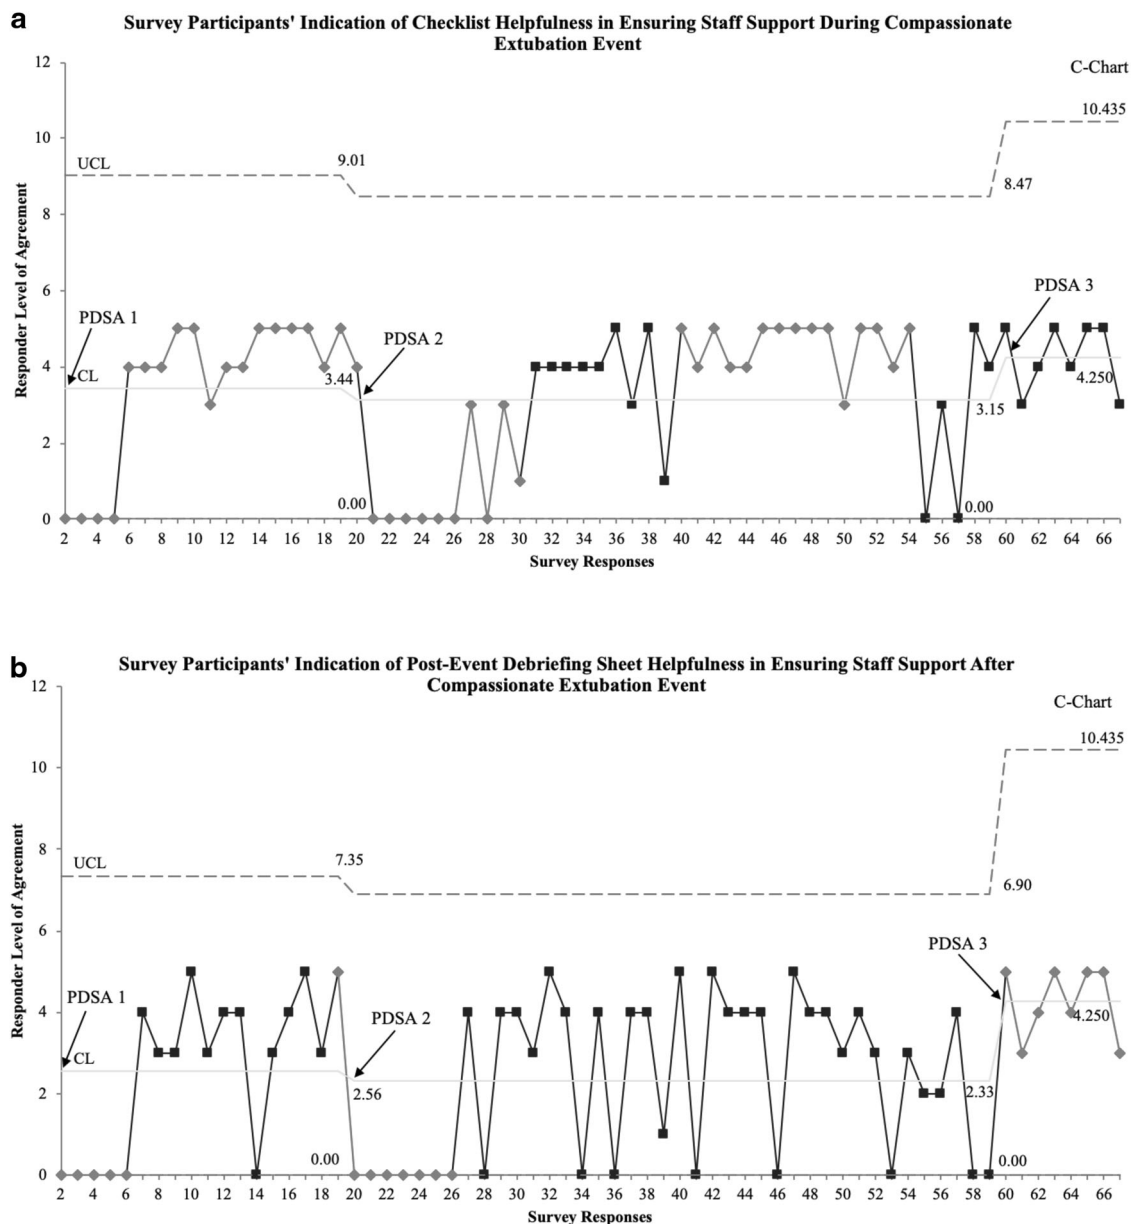 a
Survey Participants' Indication of Checklist Helpfulness in Ensuring Staff Support During Compassionate
Extubation Event
C-Chart
12
10
8
6
4
2
0
Responder Level of Agreement
UCL
9.01
8.47
10.435
PDSA 1
CL
3.44
PDSA 2
3.15
PDSA 3
4.250
0.00
0.00
2 4 6 8 10 12 14 16 18 20 22 24 26 28 30 32 34 36 38 40 42 44 46 48 50 52 54 56 58 60 62 64 66
Survey Responses
b
Survey Participants' Indication of Post-Event Debriefing Sheet Helpfulness in Ensuring Staff Support After
Compassionate Extubation Event
C-Chart
12
10
8
6
4
2
0
Responder Level of Agreement
UCL
7.35
6.90
10.435
PDSA 1
CL
2.56
PDSA 2
2.33
PDSA 3
4.250
0.00
0.00
2 4 6 8 10 12 14 16 18 20 22 24 26 28 30 32 34 36 38 40 42 44 46 48 50 52 54 56 58 60 62 64 66
Survey Responses